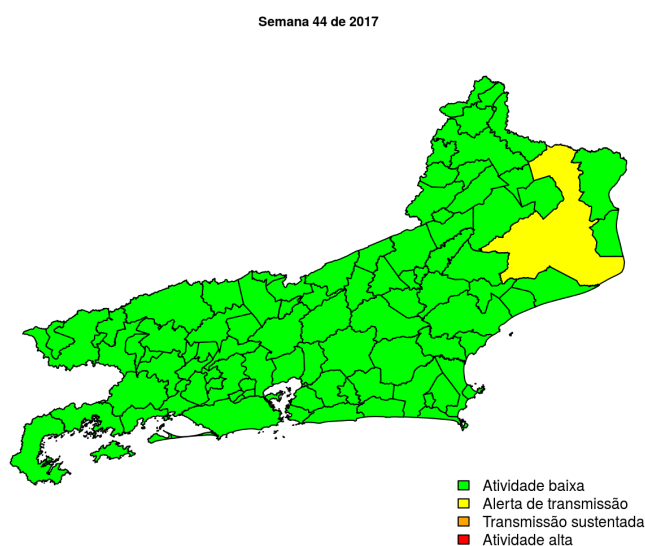 Semana 44 de 2017
Atividade baixa
Alerta de transmissão
Transmissão sustentada
Atividade alta